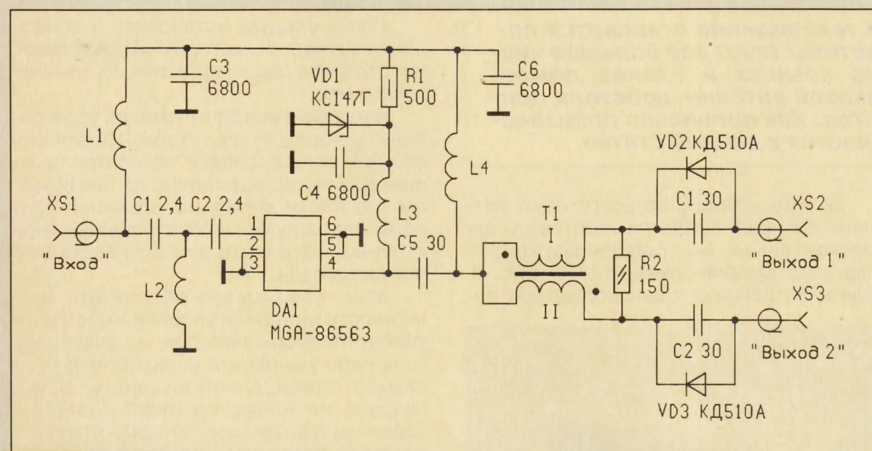 C3
6800
VD1
КС147Г
R1
500
C6
6800
L1
C4 6800
L4
VD2 КД510А
XS1
C1 2,4
C2 2,4
1
2
3
6
5
4
L3
C5 30
T1
I
II
C1 30
XS2
"Вход"
"Выход 1"
R2
150
L2
XS3
DA1
MGA-86563
C2 30
"Выход 2"
VD3 КД510А